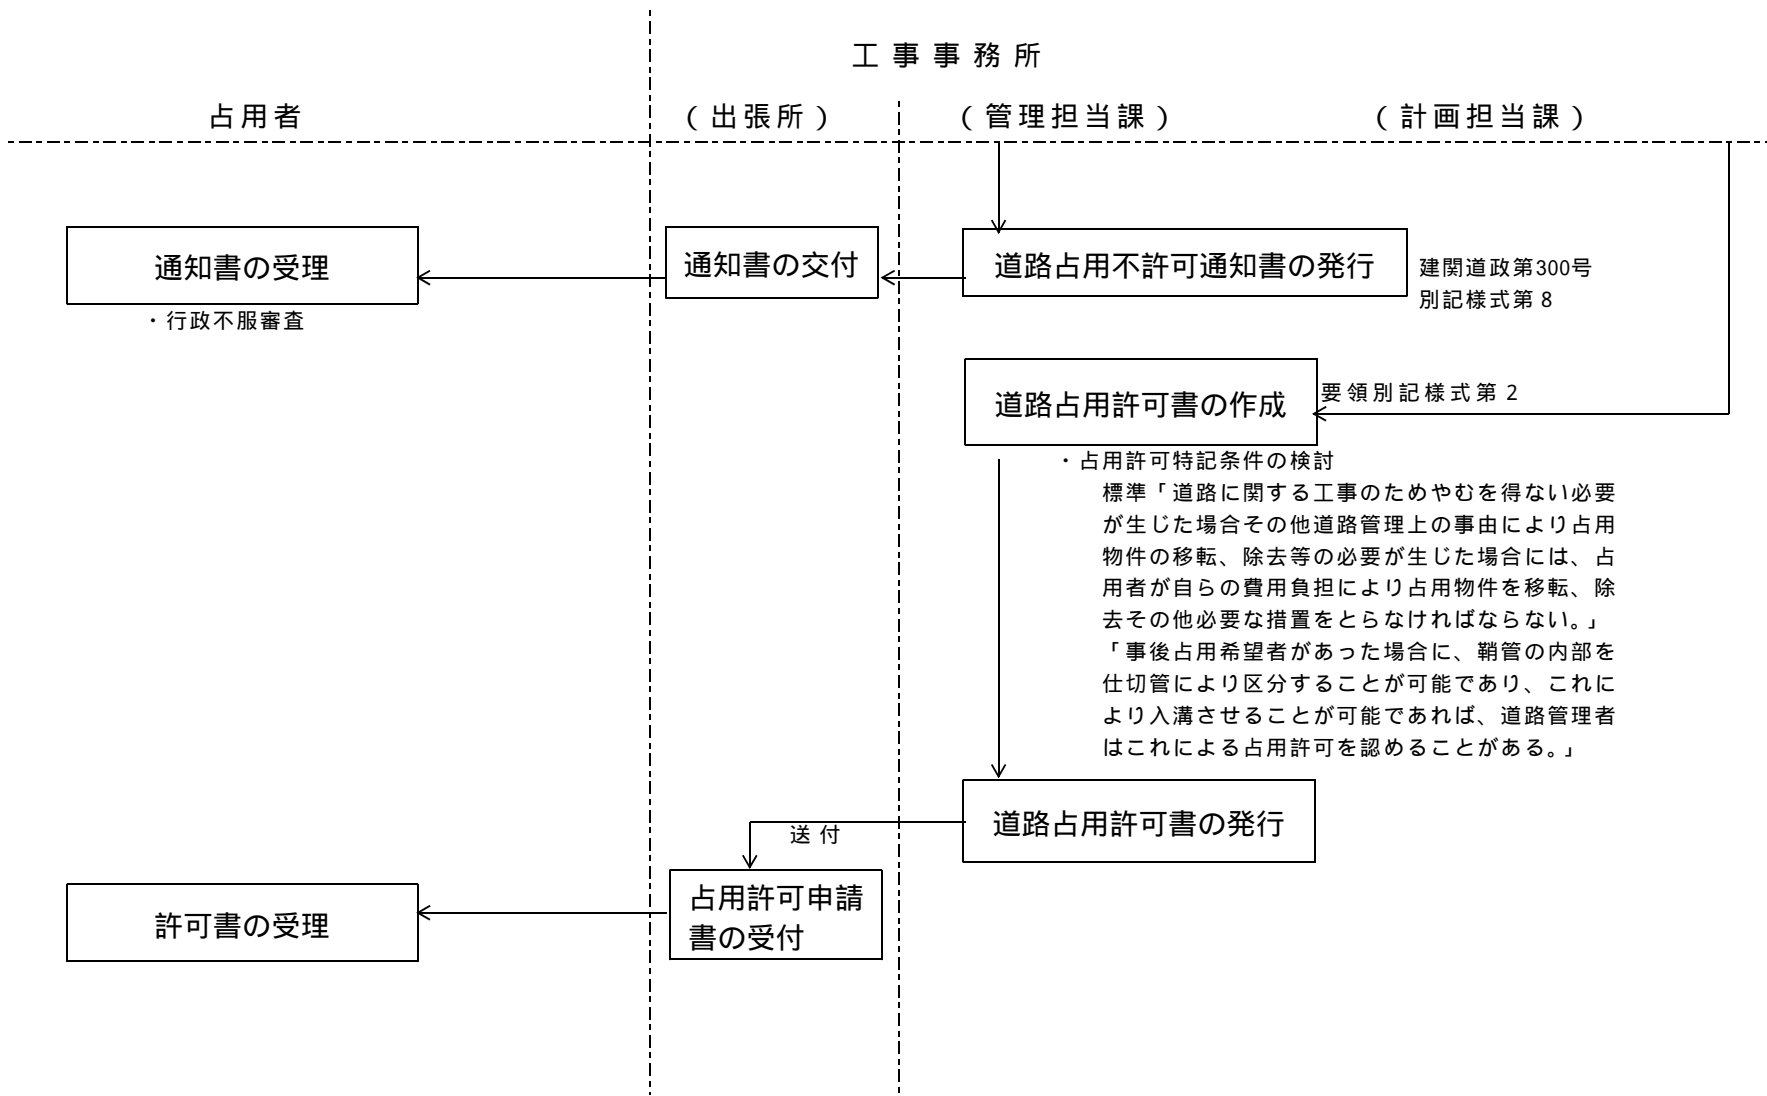 工事事務所
占用者
(出張所)
(管理担当課)
(計画担当課)
通知書の受理
通知書の交付
道路占用不許可通知書の発行
建関道政第300号
別記様式第8
・行政不服審査
道路占用許可書の作成
要領別記様式第2
・占用許可特記条件の検討
標準「道路に関する工事のためやむを得ない必要
が生じた場合その他道路管理上の事由により占用
物件の移転、除去等の必要が生じた場合には、占
用者が自らの費用負担により占用物件を移転、除
去その他必要な措置をとらなければならない。」
「事後占用希望者があった場合に、鞘管の内部を
仕切管により区分することが可能であり、これに
より入溝させることが可能であれば、道路管理者
はこれによる占用許可を認めることがある。」
道路占用許可書の発行
送付
占用許可申請
書の受付
許可書の受理